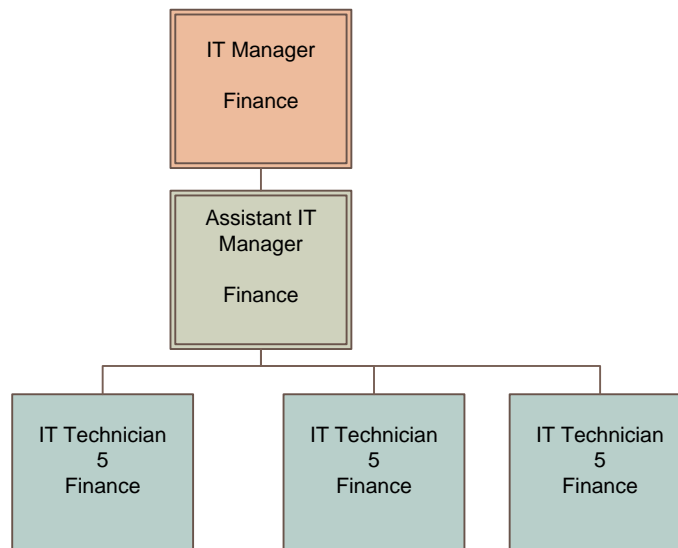 IT Manager
Finance
Assistant IT
Manager
Finance
IT Technician
5
Finance
IT Technician
5
Finance
IT Technician
5
Finance